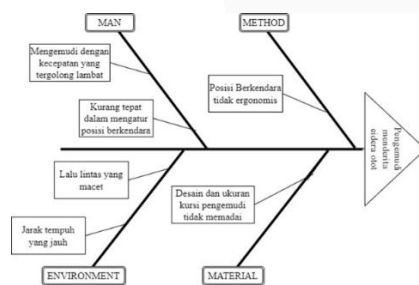 MAN
METHOD
Mengemudi dengan
kecepatan yang
tergolong lambat
Kurang tepat
dalam mengatur
posisi berkendara
Posisi Berkendara
tidak ergonomis
Pengemudi
menderita
cidera otot
Lalu lintas yang
macet
Desain dan ukuran
kursi pengemudi
tidak memadai
Jarak tempuh
yang jauh
ENVIRONMENT
MATERIAL